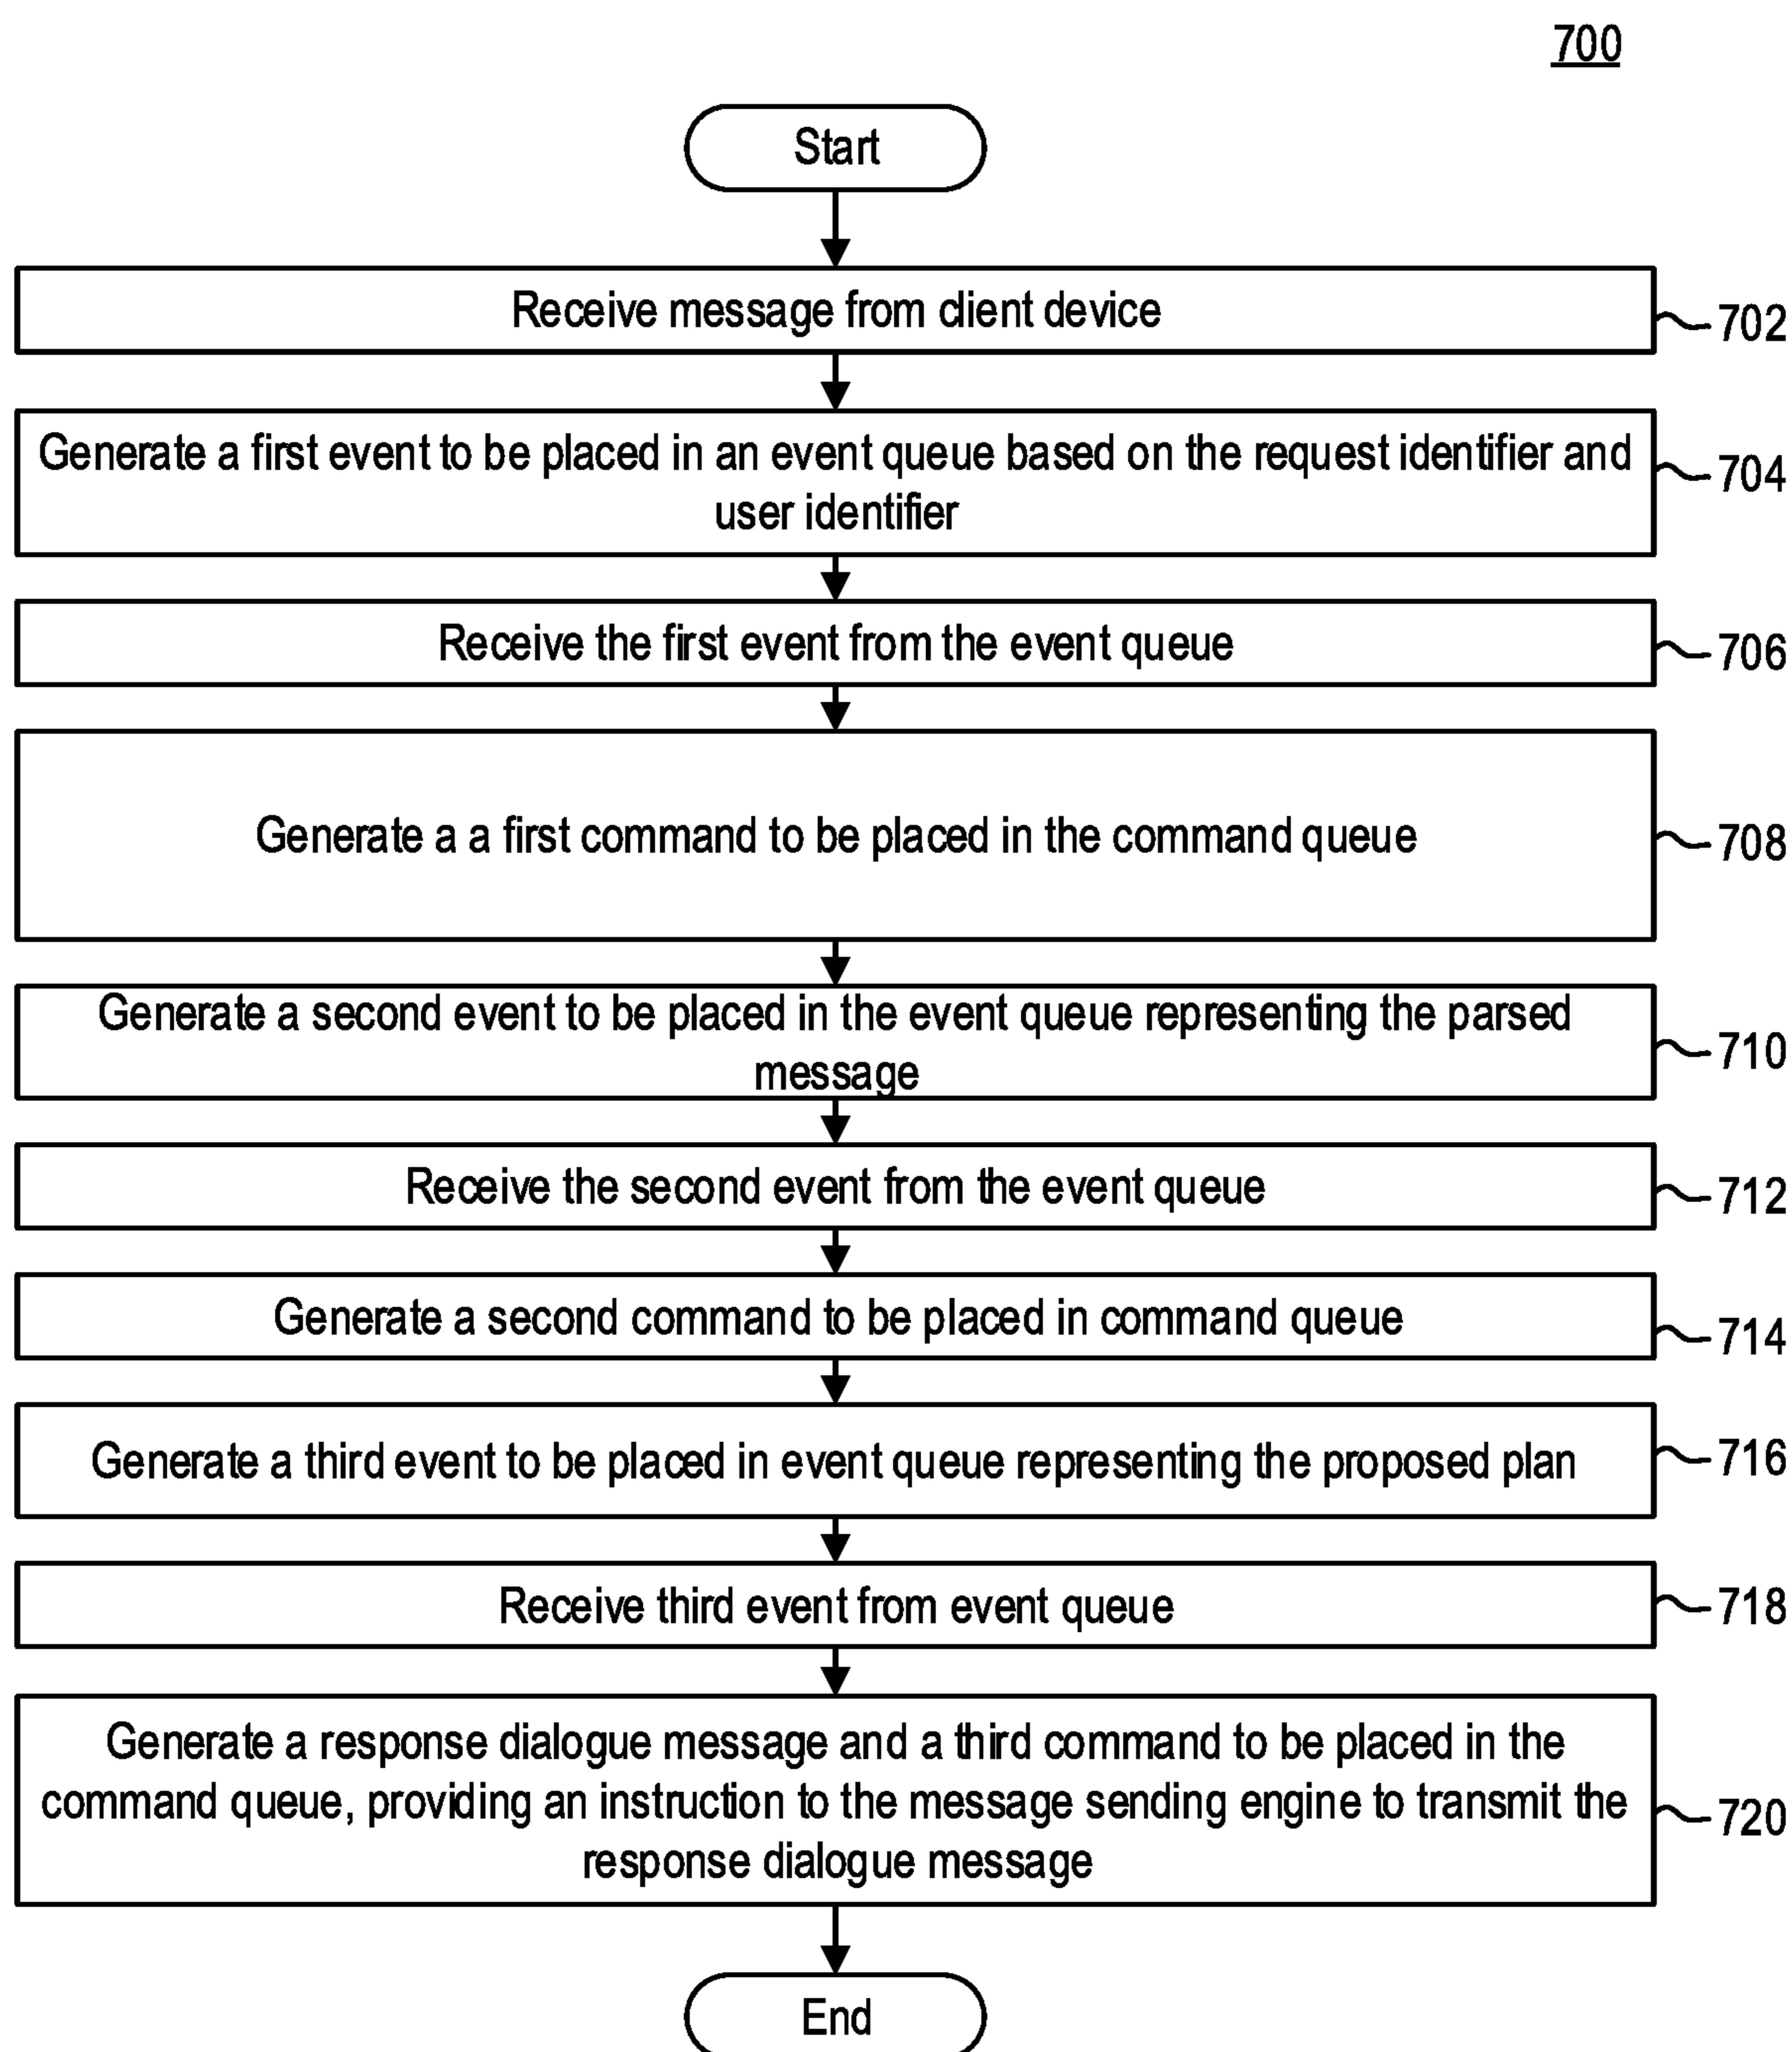 700
Start
Receive message from client device
702
Generate a first event to be placed in an event queue based on the request identifier and
user identifier
704
Receive the first event from the event queue
706
Generate a a first command to be placed in the command queue
708
Generate a second event to be placed in the event queue representing the parsed
message
710
Receive the second event from the event queue
712
Generate a second command to be placed in command queue
714
Generate a third event to be placed in event queue representing the proposed plan
716
Receive third event from event queue
718
Generate a response dialogue message and a third command to be placed in the
command queue, providing an instruction to the message sending engine to transmit the
response dialogue message
720
End